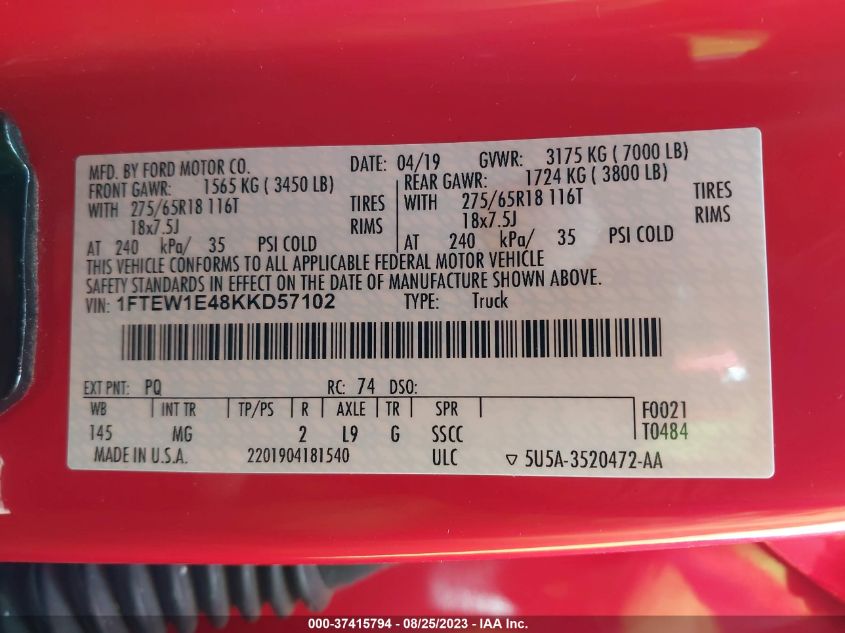 MFD. BY FORD MOTOR CO. DATE: 04/19 GVWR: 3175 KG ( 7000 LB)
FRONT GAWR: 1565 KG ( 3450 LB) REAR GAWR: 1724 KG ( 3800 LB)
WITH 275/65R18 116T TIRES WITH 275/65R18 116T TIRES
18x7.5J RIMS 18x7.5J RIMS
AT 240 kPa/ 35 PSI COLD AT 240 kPa/ 35 PSI COLD
THIS VEHICLE CONFORMS TO ALL APPLICABLE FEDERAL MOTOR VEHICLE
SAFETY STANDARDS IN EFFECT ON THE DATE OF MANUFACTURE SHOWN ABOVE.
VIN: 1FTEW1E48KKD57102 TYPE: Truck
EXT PNT: PQ RC: 74 DSO:
WB INT TR TP/PS R AXLE TR SPR F0021
145 MG 2 L9 G SSCC T0484
MADE IN U.S.A. 2201904181540 ULC ▽ 5U5A-3520472-AA
000-37415794 - 08/25/2023 - IAA Inc.